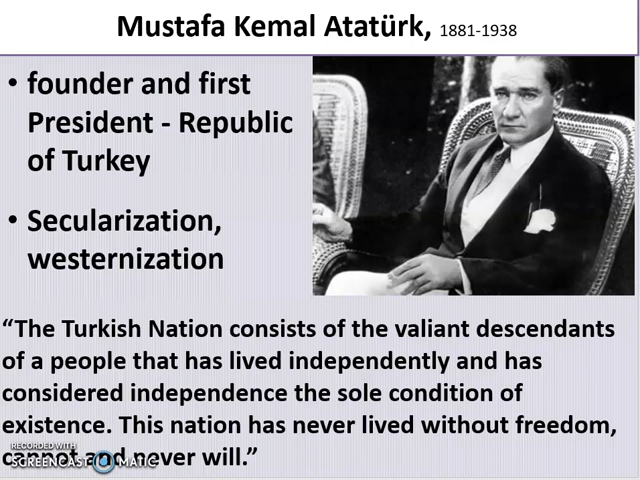 Mustafa Kemal Atatürk, 1881-1938
• founder and first
President - Republic
of Turkey
• Secularization,
westernization
“The Turkish Nation consists of the valiant descendants
of a people that has lived independently and has
considered independence the sole condition of
existence. This nation has never lived without freedom,
cannot and never will.”
RECORDED WITH
SCREENCAST-O-MATIC